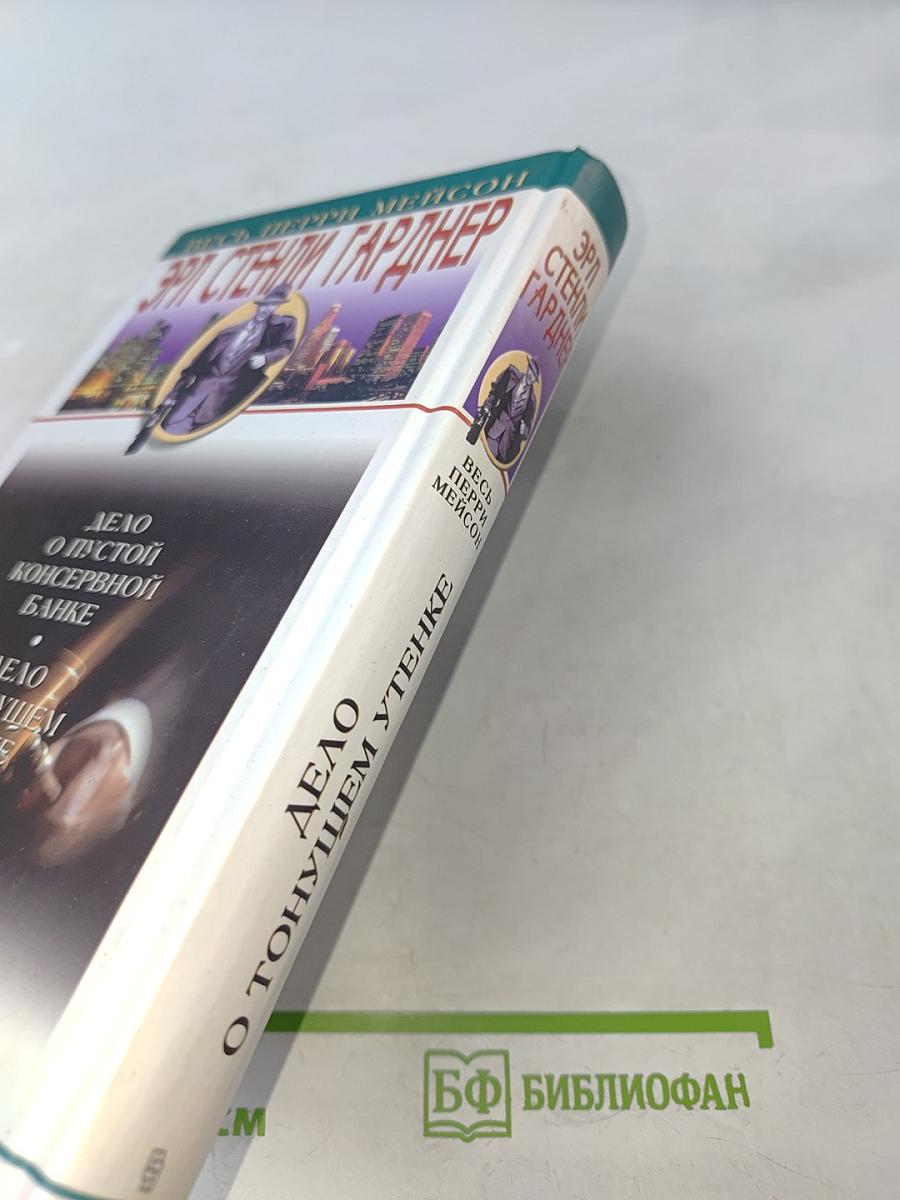 ВЕСЬ ПЕРРИ МЕЙСОН
ЭРЛ СТЕНЛИ ГАРДНЕР
ДЕЛО
О ПУСТОЙ
КОНСЕРВНОЙ
БАНКЕ
ЭРЛ
СТЕНЛИ
ГАРДНЕР
ВЕСЬ
ПЕРРИ
МЕЙСОН
ДЕЛО
О ТОНУЩЕМ УТЕНКЕ
БФ БИБЛИОФАН